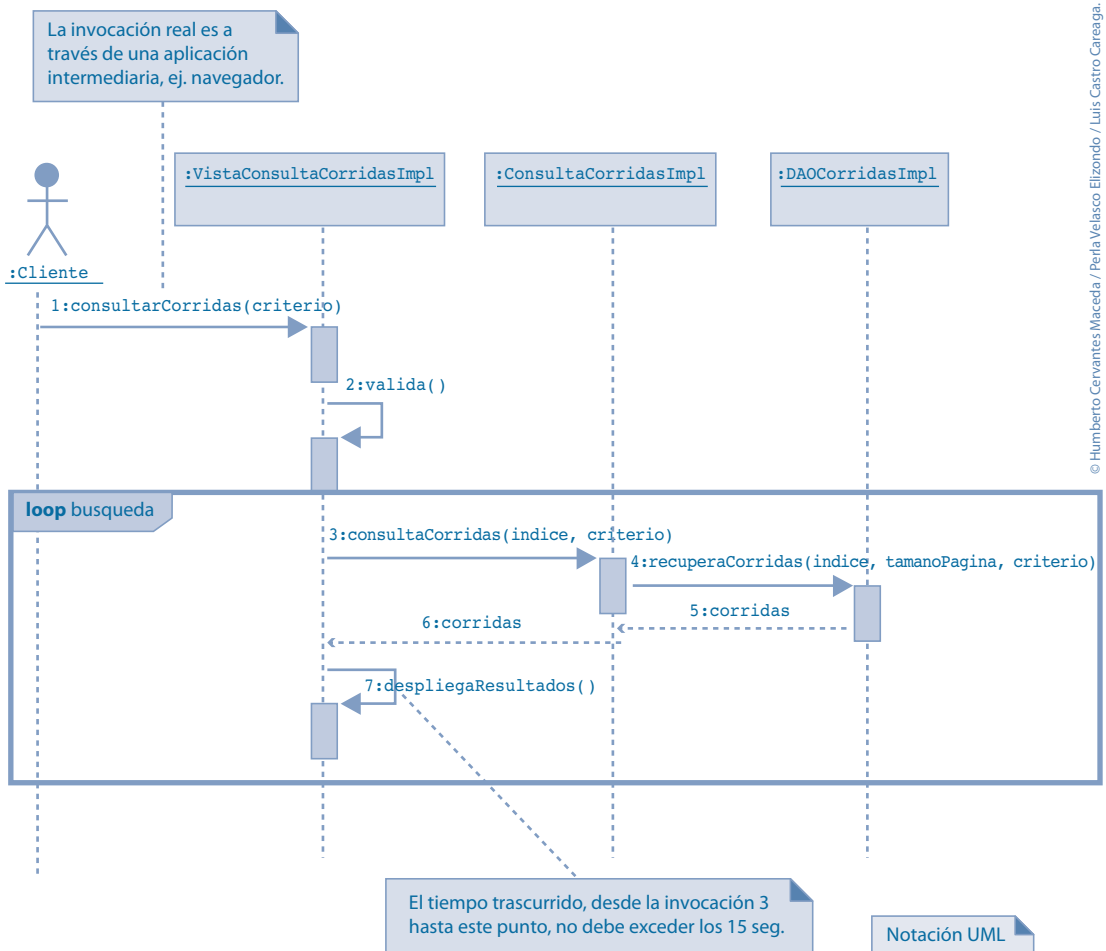 La invocación real es a
través de una aplicación
intermediaria, ej. navegador.
© Humberto Cervantes Maceda / Perla Velasco Elizondo / Luis Castro Careaga.
:VistaConsultaCorridasImpl
:ConsultaCorridasImpl
:DAOCorridasImpl
:Cliente
1:consultarCorridas(criterio)
2:valida()
loop busqueda
3:consultaCorridas(indice, criterio)
4:recuperaCorridas(indice, tamanoPagina, criterio)
5:corridas
6:corridas
7:despliegaResultados()
El tiempo trascurrido, desde la invocación 3
hasta este punto, no debe exceder los 15 seg.
Notación UML